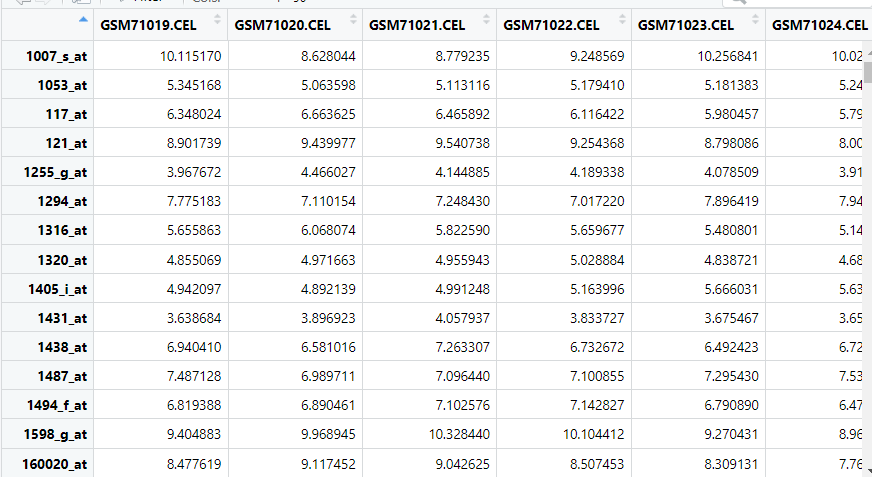 GSM71019.CEL GSM71020.CEL GSM71021.CEL GSM71022.CEL GSM71023.CEL GSM71024.CEL
1007_s_at 10.115170 8.628044 8.779235 9.248569 10.256841 10.02
1053_at 5.345168 5.063598 5.113116 5.179410 5.181383 5.24
117_at 6.348024 6.663625 6.465892 6.116422 5.980457 5.79
121_at 8.901739 9.439977 9.540738 9.254368 8.798086 8.00
1255_g_at 3.967672 4.466027 4.144885 4.189338 4.078509 3.91
1294_at 7.775183 7.110154 7.248430 7.017220 7.896419 7.94
1316_at 5.655863 6.068074 5.822590 5.659677 5.480801 5.14
1320_at 4.855069 4.971663 4.955943 5.028884 4.838721 4.68
1405_i_at 4.942097 4.892139 4.991248 5.163996 5.666031 5.63
1431_at 3.638684 3.896923 4.057937 3.833727 3.675467 3.65
1438_at 6.940410 6.581016 7.263307 6.732672 6.492423 6.72
1487_at 7.487128 6.989711 7.096440 7.100855 7.295430 7.53
1494_f_at 6.819388 6.890461 7.102576 7.142827 6.790890 6.47
1598_g_at 9.404883 9.968945 10.328440 10.104412 9.270431 8.96
160020_at 8.477619 9.117452 9.042625 8.507453 8.309131 7.76